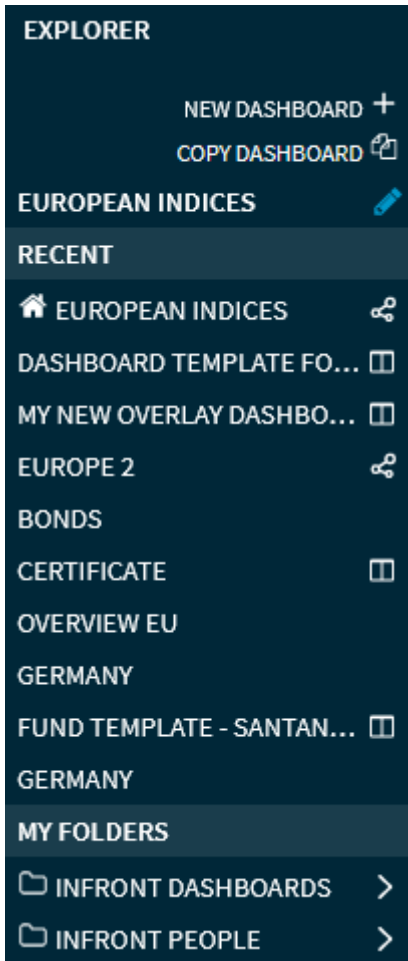 EXPLORER
NEW DASHBOARD
COPY DASHBOARD
EUROPEAN INDICES
RECENT
EUROPEAN INDICES
DASHBOARD TEMPLATE FO...
MY NEW OVERLAY DASHBO...
EUROPE 2
BONDS
CERTIFICATE
OVERVIEW EU
GERMANY
FUND TEMPLATE - SANTAN...
GERMANY
MY FOLDERS
INFRONT DASHBOARDS
INFRONT PEOPLE